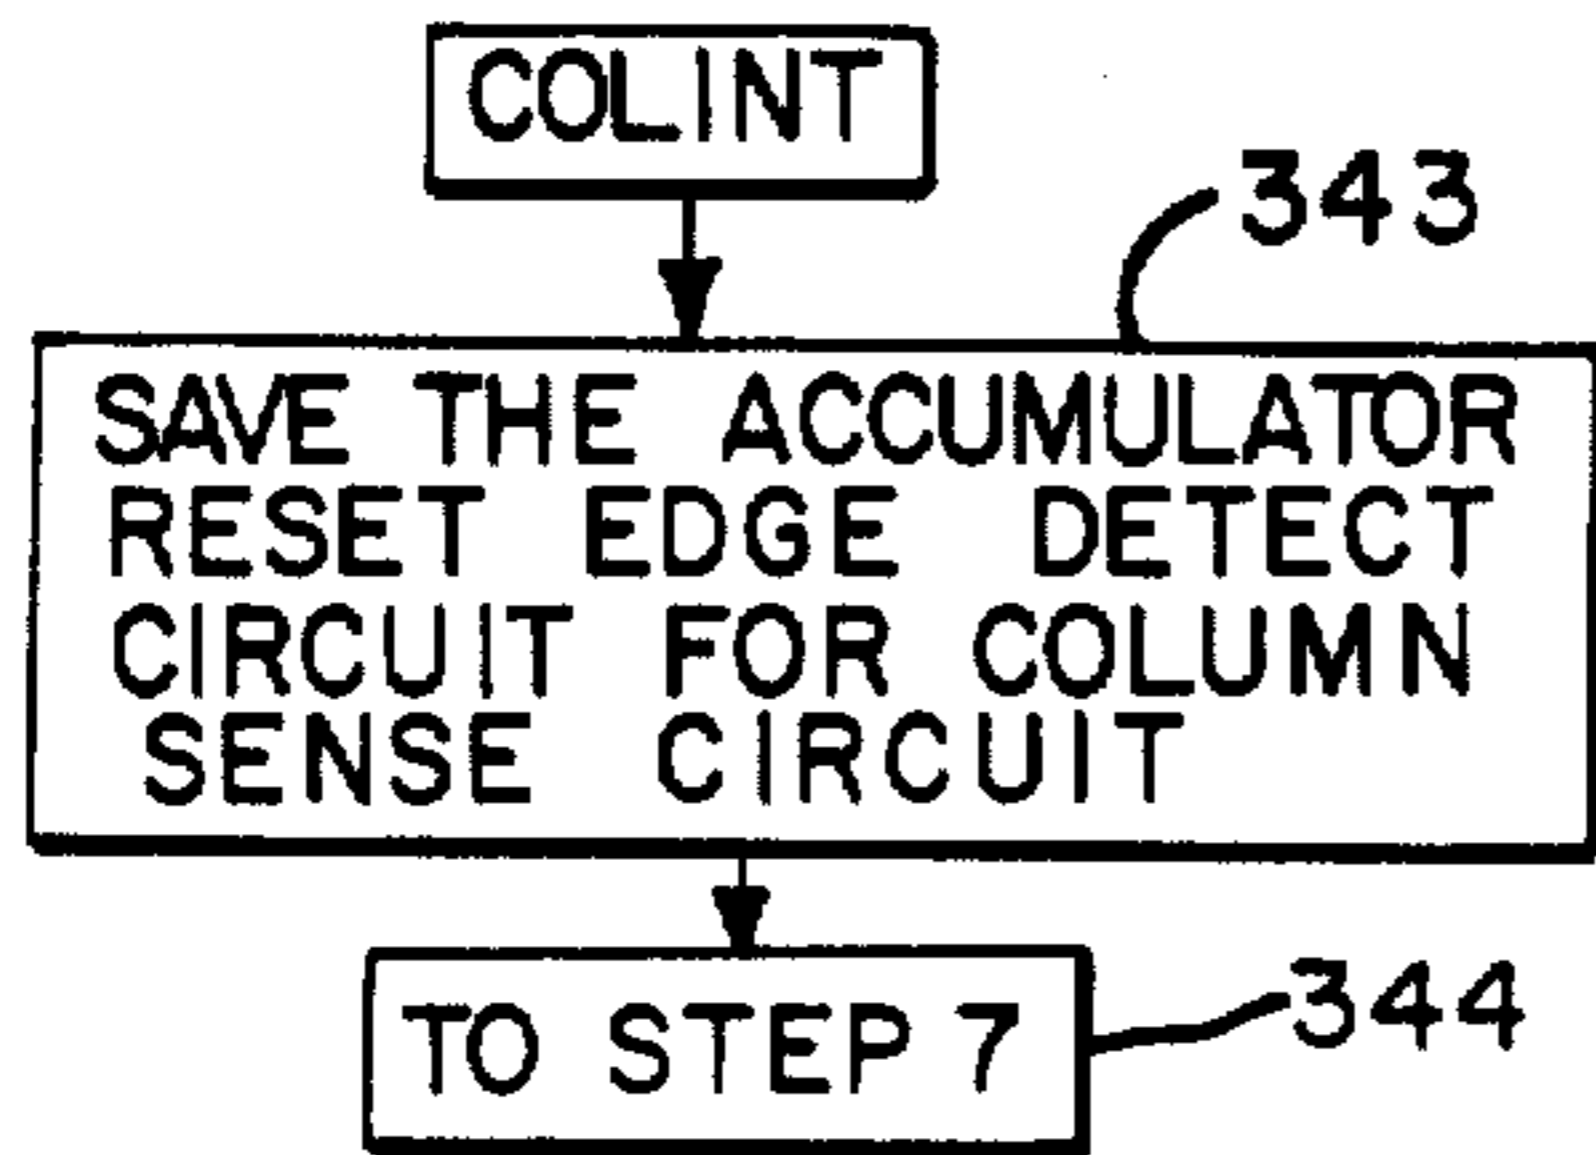 COLINT
343
SAVE THE ACCUMULATOR
RESET EDGE DETECT
CIRCUIT FOR COLUMN
SENSE CIRCUIT
TO STEP 7
344